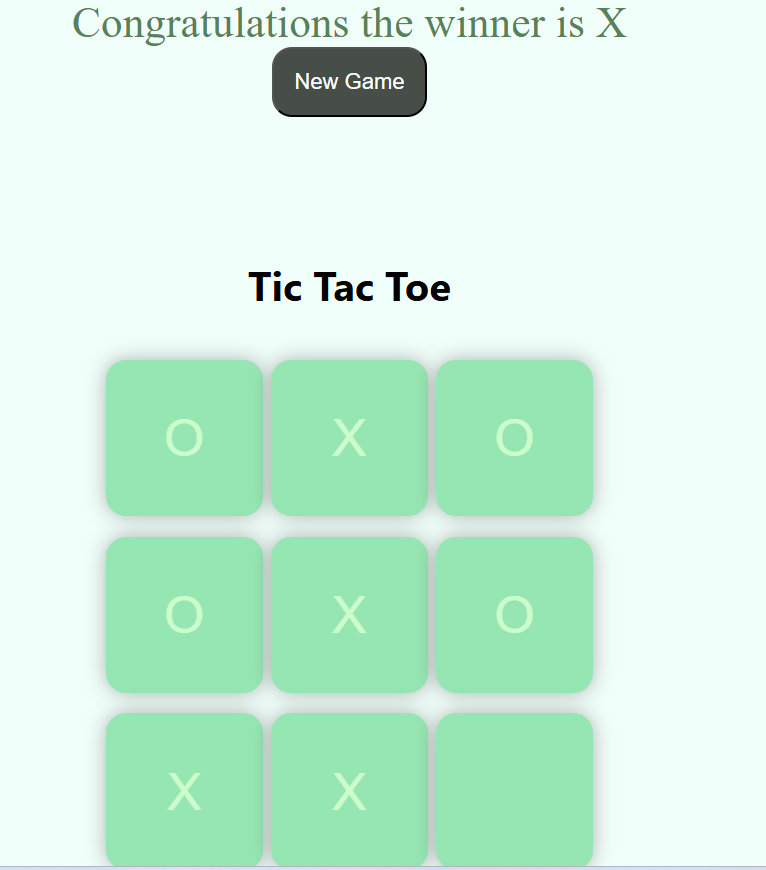 Congratulations the winner is X
New Game
Tic Tac Toe
O X O
O X O
X X